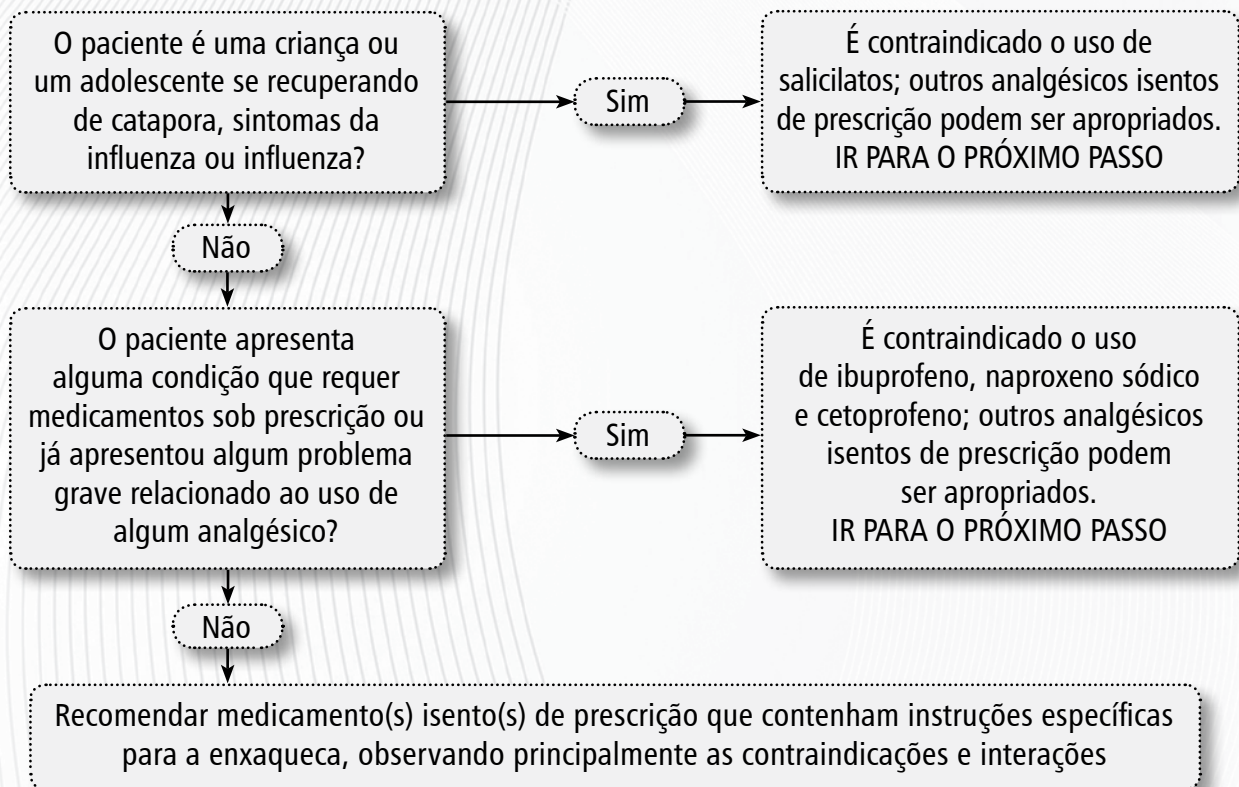 O paciente é uma criança ou
um adolescente se recuperando
de catapora, sintomas da
influenza ou influenza?
Sim
É contraindicado o uso de
salicilatos; outros analgésicos isentos
de prescrição podem ser apropriados.
IR PARA O PRÓXIMO PASSO
Não
O paciente apresenta
alguma condição que requer
medicamentos sob prescrição ou
já apresentou algum problema
grave relacionado ao uso de
algum analgésico?
Sim
É contraindicado o uso
de ibuprofeno, naproxeno sódico
e cetoprofeno; outros analgésicos
isentos de prescrição podem
ser apropriados.
IR PARA O PRÓXIMO PASSO
Não
Recomendar medicamento(s) isento(s) de prescrição que contenham instruções específicas
para a enxaqueca, observando principalmente as contraindicações e interações